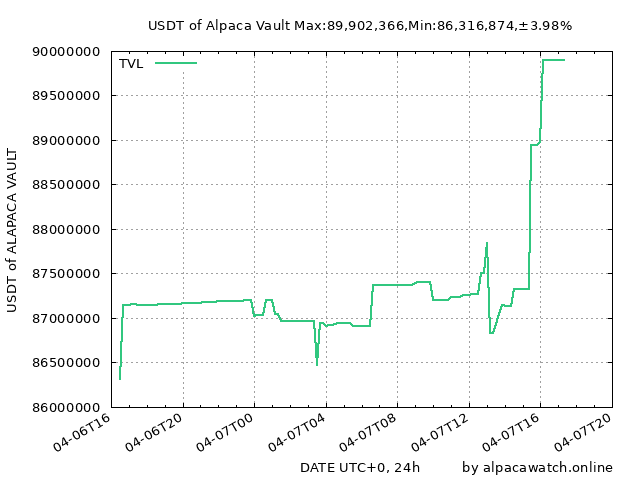 USDT of Alpaca Vault Max:89,902,366,Min:86,316,874,±3.98%
TVL
90000000
89500000
89000000
88500000
88000000
87500000
87000000
86500000
86000000
USDT of ALAPACA VAULT
04-06T16
04-06T20
04-07T00
04-07T04
04-07T08
04-07T12
04-07T16
04-07T20
DATE UTC+0, 24h
by alpacawatch.online